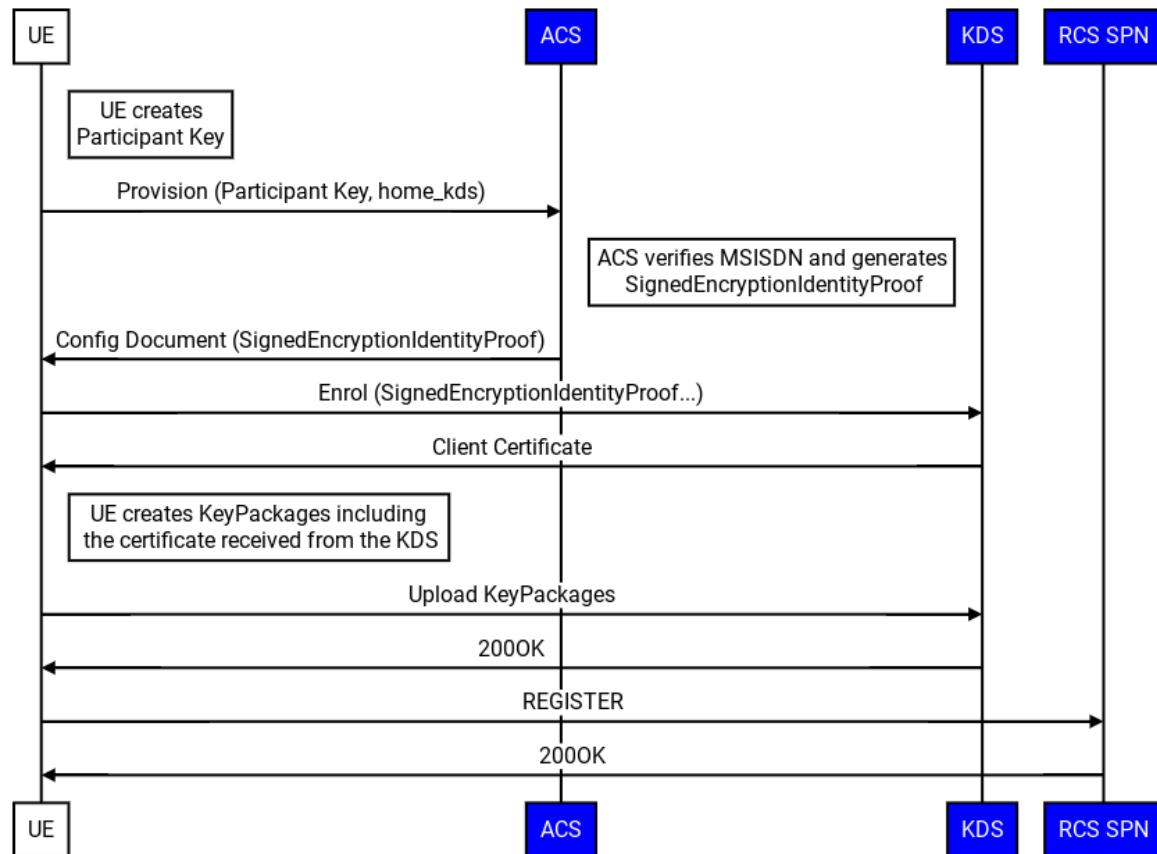 UE
ACS
KDS
RCS SPN
UE creates
Participant Key
Provision (Participant Key, home_kds)
ACS verifies MSISDN and generates
SignedEncryptionIdentityProof
Config Document (SignedEncryptionIdentityProof)
Enrol (SignedEncryptionIdentityProof...)
Client Certificate
UE creates KeyPackages including
the certificate received from the KDS
Upload KeyPackages
200OK
REGISTER
200OK
UE
ACS
KDS
RCS SPN